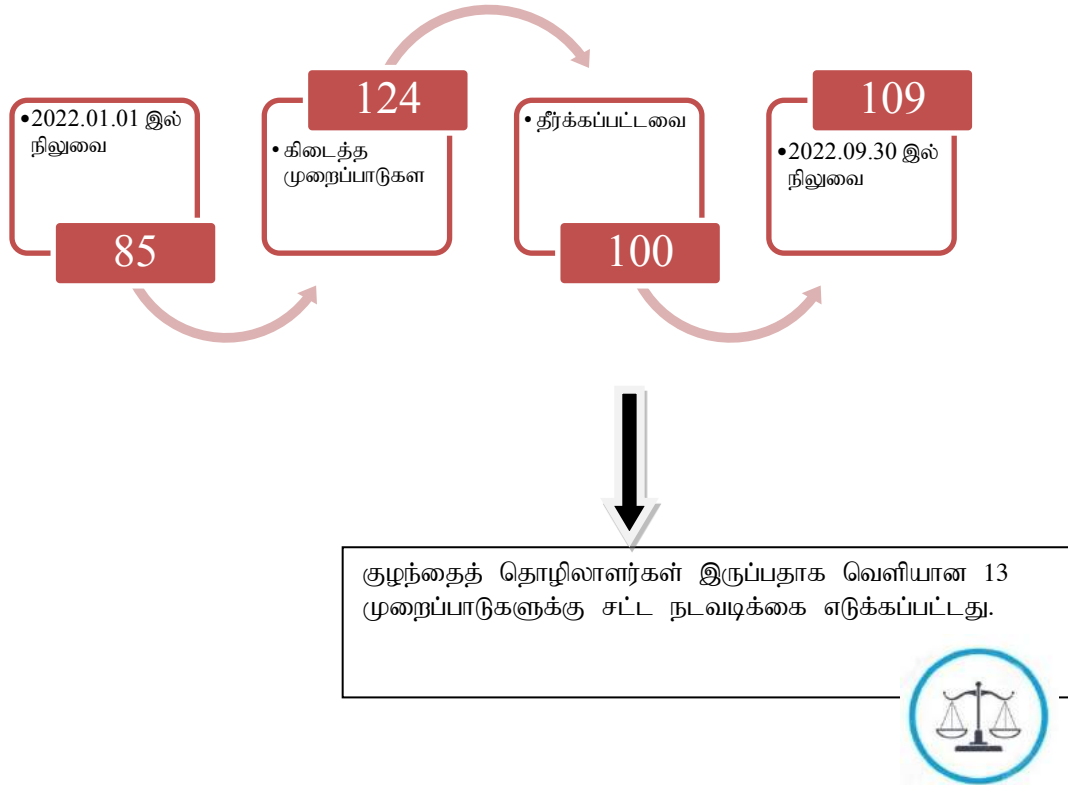 •2022.01.01 இல்
நிலுவை
85
124
• கிடைத்த
முறைப்பாடுகள
• தீர்க்கப்பட்டவை
100
109
•2022.09.30 இல்
நிலுவை
குழந்தைத் தொழிலாளர்கள் இருப்பதாக வெளியான 13
முறைப்பாடுகளுக்கு சட்ட நடவடிக்கை எடுக்கப்பட்டது.